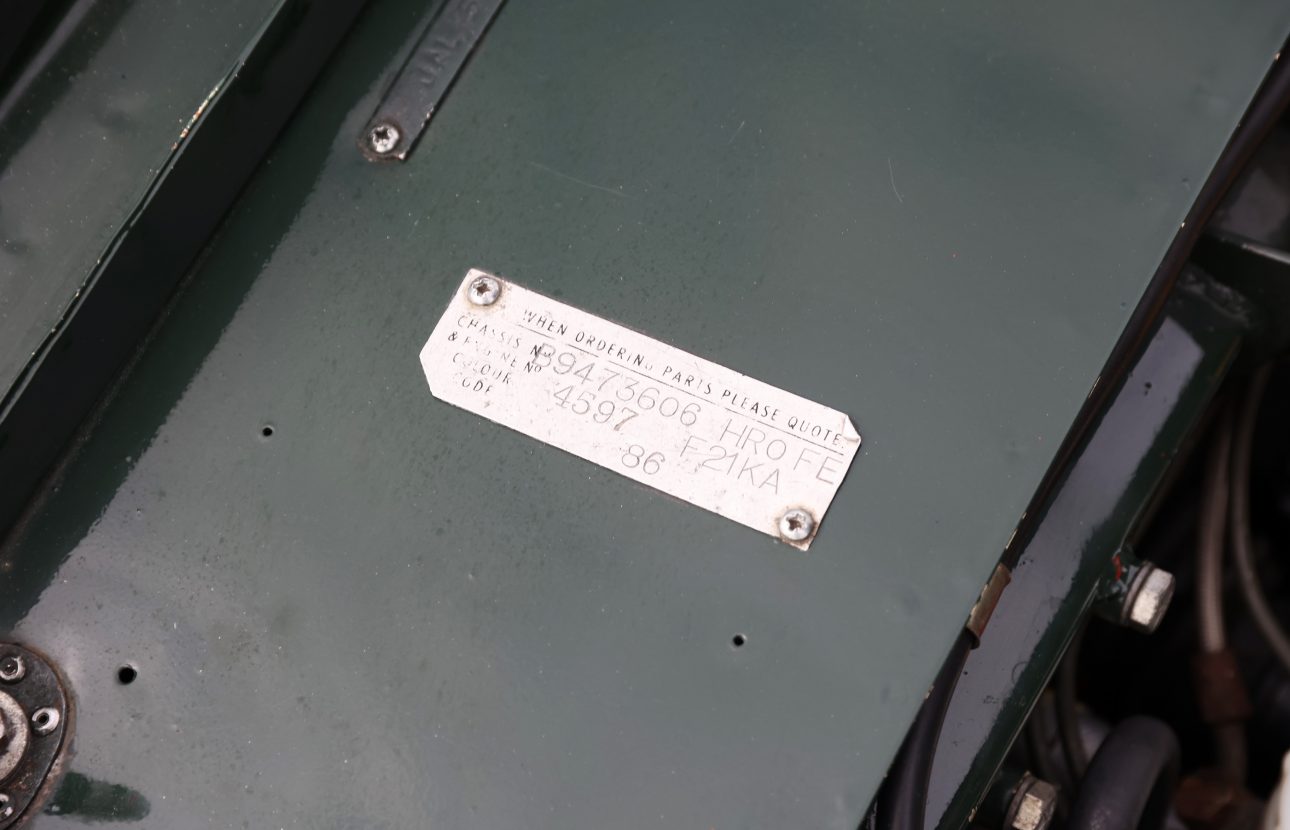 WHEN ORDERING PARTS PLEASE QUOTE
CHASSIS No B9473606 HRO FE
& ENGINE No 4597 F21KA
COLOUR 86
CODE